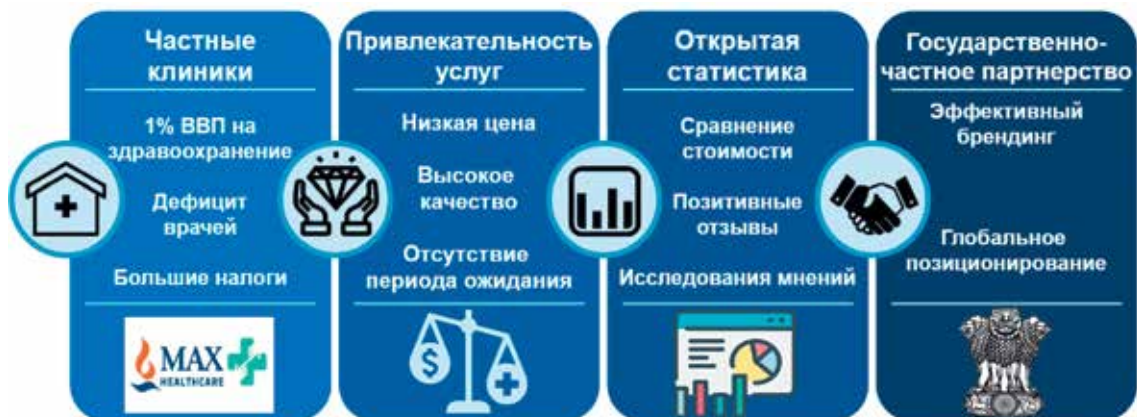 Частные
клиники
1% ВВП на
здравоохранение
Дефицит
врачей
Большие налоги
MAX
HEALTHCARE
Привлекательность
услуг
Низкая цена
Высокое
качество
Отсутствие
периода ожидания
$
Открытая
статистика
Сравнение
стоимости
Позитивные
отзывы
Исследования мнений
Государственно-
частное партнерство
Эффективный
брендинг
Глобальное
позиционирование